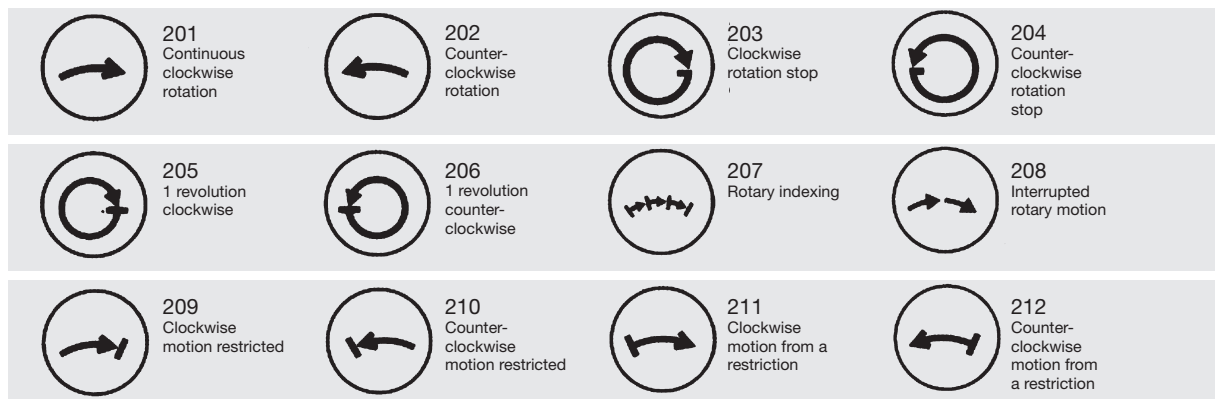 201
Continuous
clockwise
rotation
202
Counter-
clockwise
rotation
203
Clockwise
rotation stop
204
Counter-
clockwise
rotation
stop
205
1 revolution
clockwise
206
1 revolution
counter-
clockwise
207
Rotary indexing
208
Interrupted
rotary motion
209
Clockwise
motion restricted
210
Counter-
clockwise
motion restricted
211
Clockwise
motion from a
restriction
212
Counter-
clockwise
motion from
a restriction